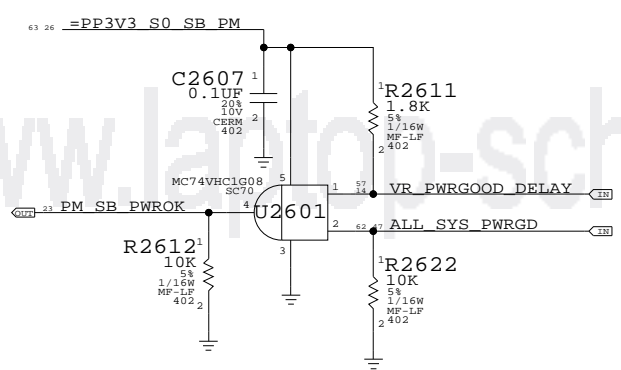 63 26 =PP3V3_S0_SB_PM
C2607 1
0.1UF
20%
10V
CERM 2
402
1 R2611
1.8K
5%
1/16W
MF-LF
2 402
www.laptop-sch
MC74VHC1G08 5
SC70
1 57 14 VR_PWRGOOD_DELAY IN
OUT 23 PM_SB_PWROK 4 U2601
2 62 47 ALL_SYS_PWRGD IN
3
R2612 1
10K
5%
1/16W
MF-LF
402 2
1 R2622
10K
5%
1/16W
MF-LF
2 402